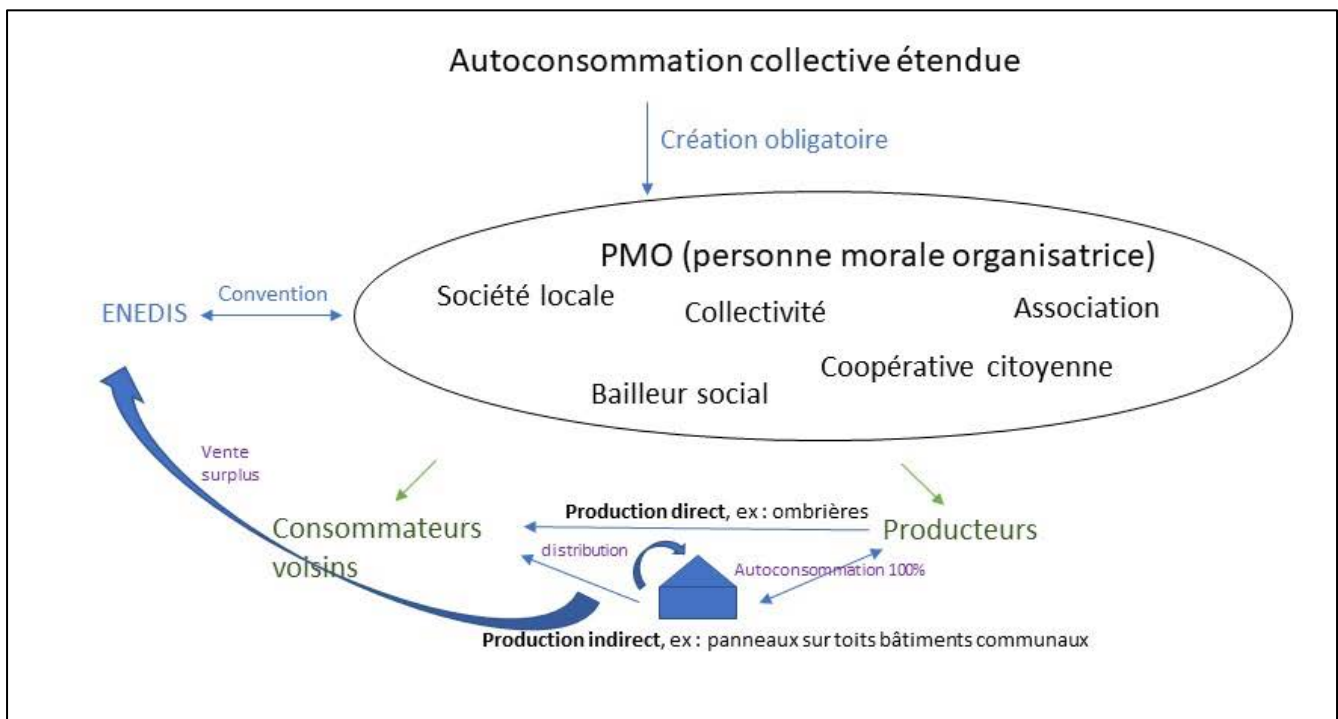 Autoconsommation collective étendue
Création obligatoire
PMO (personne morale organisatrice)
Société locale
Collectivité
Association
Coopérative citoyenne
Bailleur social
ENEDIS
Convention
Vente
surplus
Consommateurs
voisins
Production direct, ex : ombrières
Producteurs
distribution
Autoconsommation 100%
Production indirect, ex : panneaux sur toits bâtiments communaux